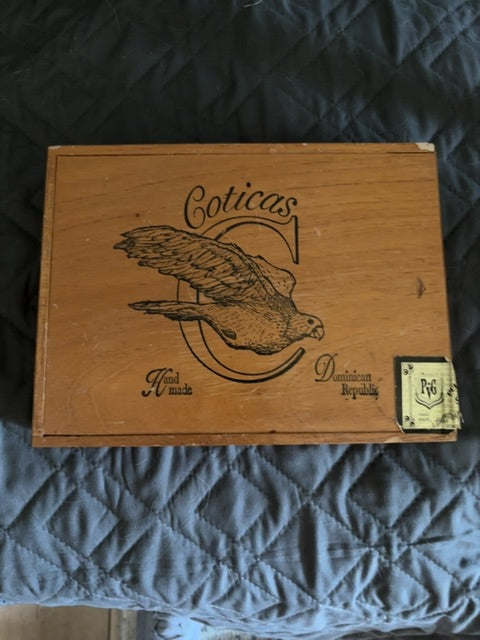 Coticas
C
Hand
made
Dominican
Republic
PVG